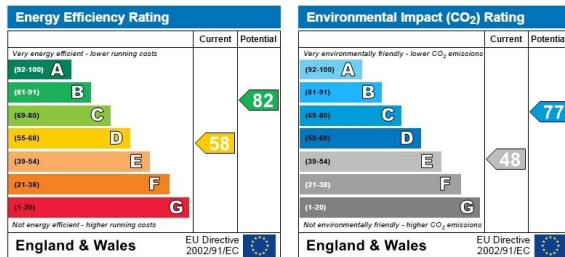 Energy Efficiency Rating
Current Potential
Very energy efficient - lower running costs
(92-100) A
(81-91) B
82
(69-80) C
(55-68) D
58
(39-54) E
(21-38) F
(1-20) G
Not energy efficient - higher running costs
England & Wales
EU Directive
2002/91/EC
Environmental Impact (CO2) Rating
Current Potential
Very environmentally friendly - lower CO2 emissions
(92-100) A
(81-91) B
(69-80) C
77
(55-68) D
(39-54) E
48
(21-38) F
(1-20) G
Not environmentally friendly - higher CO2 emissions
England & Wales
EU Directive
2002/91/EC